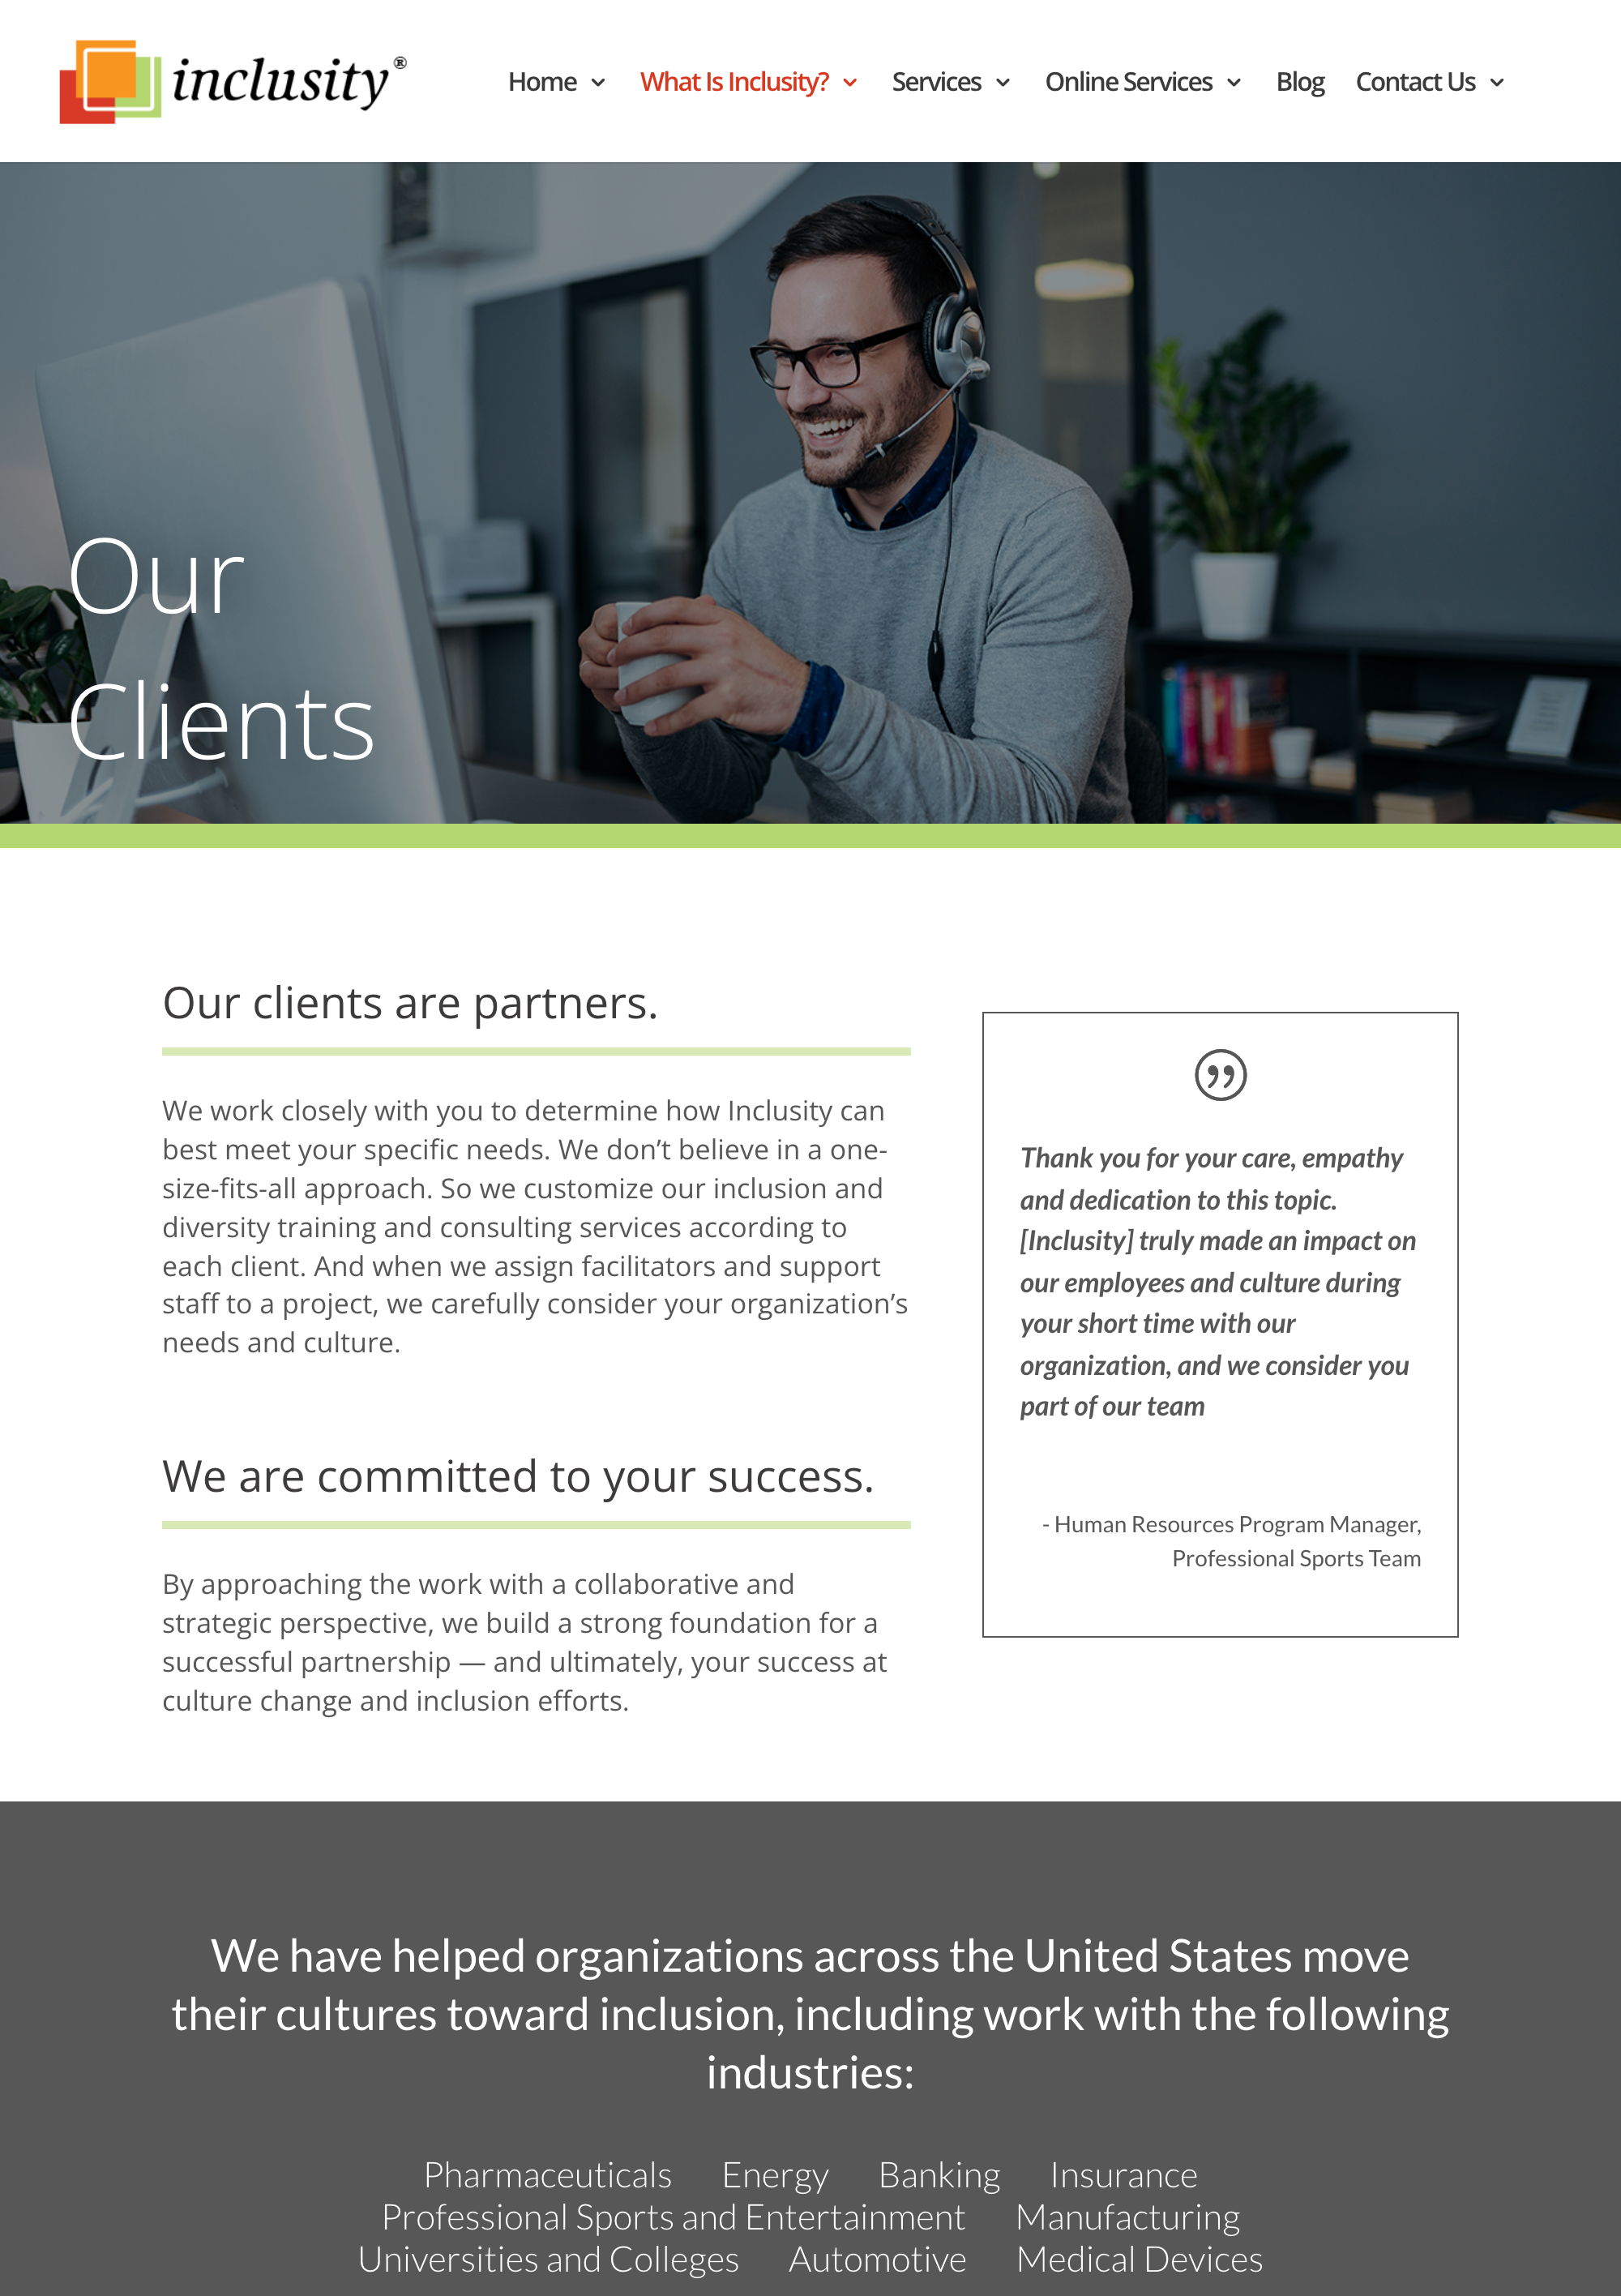 inclusity®
Home
What Is Inclusity?
Services
Online Services
Blog
Contact Us
Our
Clients
Our clients are partners.
We work closely with you to determine how Inclusity can
best meet your specific needs. We don’t believe in a one-
size-fits-all approach. So we customize our inclusion and
diversity training and consulting services according to
each client. And when we assign facilitators and support
staff to a project, we carefully consider your organization’s
needs and culture.
We are committed to your success.
By approaching the work with a collaborative and
strategic perspective, we build a strong foundation for a
successful partnership — and ultimately, your success at
culture change and inclusion efforts.
Thank you for your care, empathy
and dedication to this topic.
[Inclusity] truly made an impact on
our employees and culture during
your short time with our
organization, and we consider you
part of our team
- Human Resources Program Manager,
Professional Sports Team
We have helped organizations across the United States move
their cultures toward inclusion, including work with the following
industries:
Pharmaceuticals Energy Banking Insurance
Professional Sports and Entertainment Manufacturing
Universities and Colleges Automotive Medical Devices